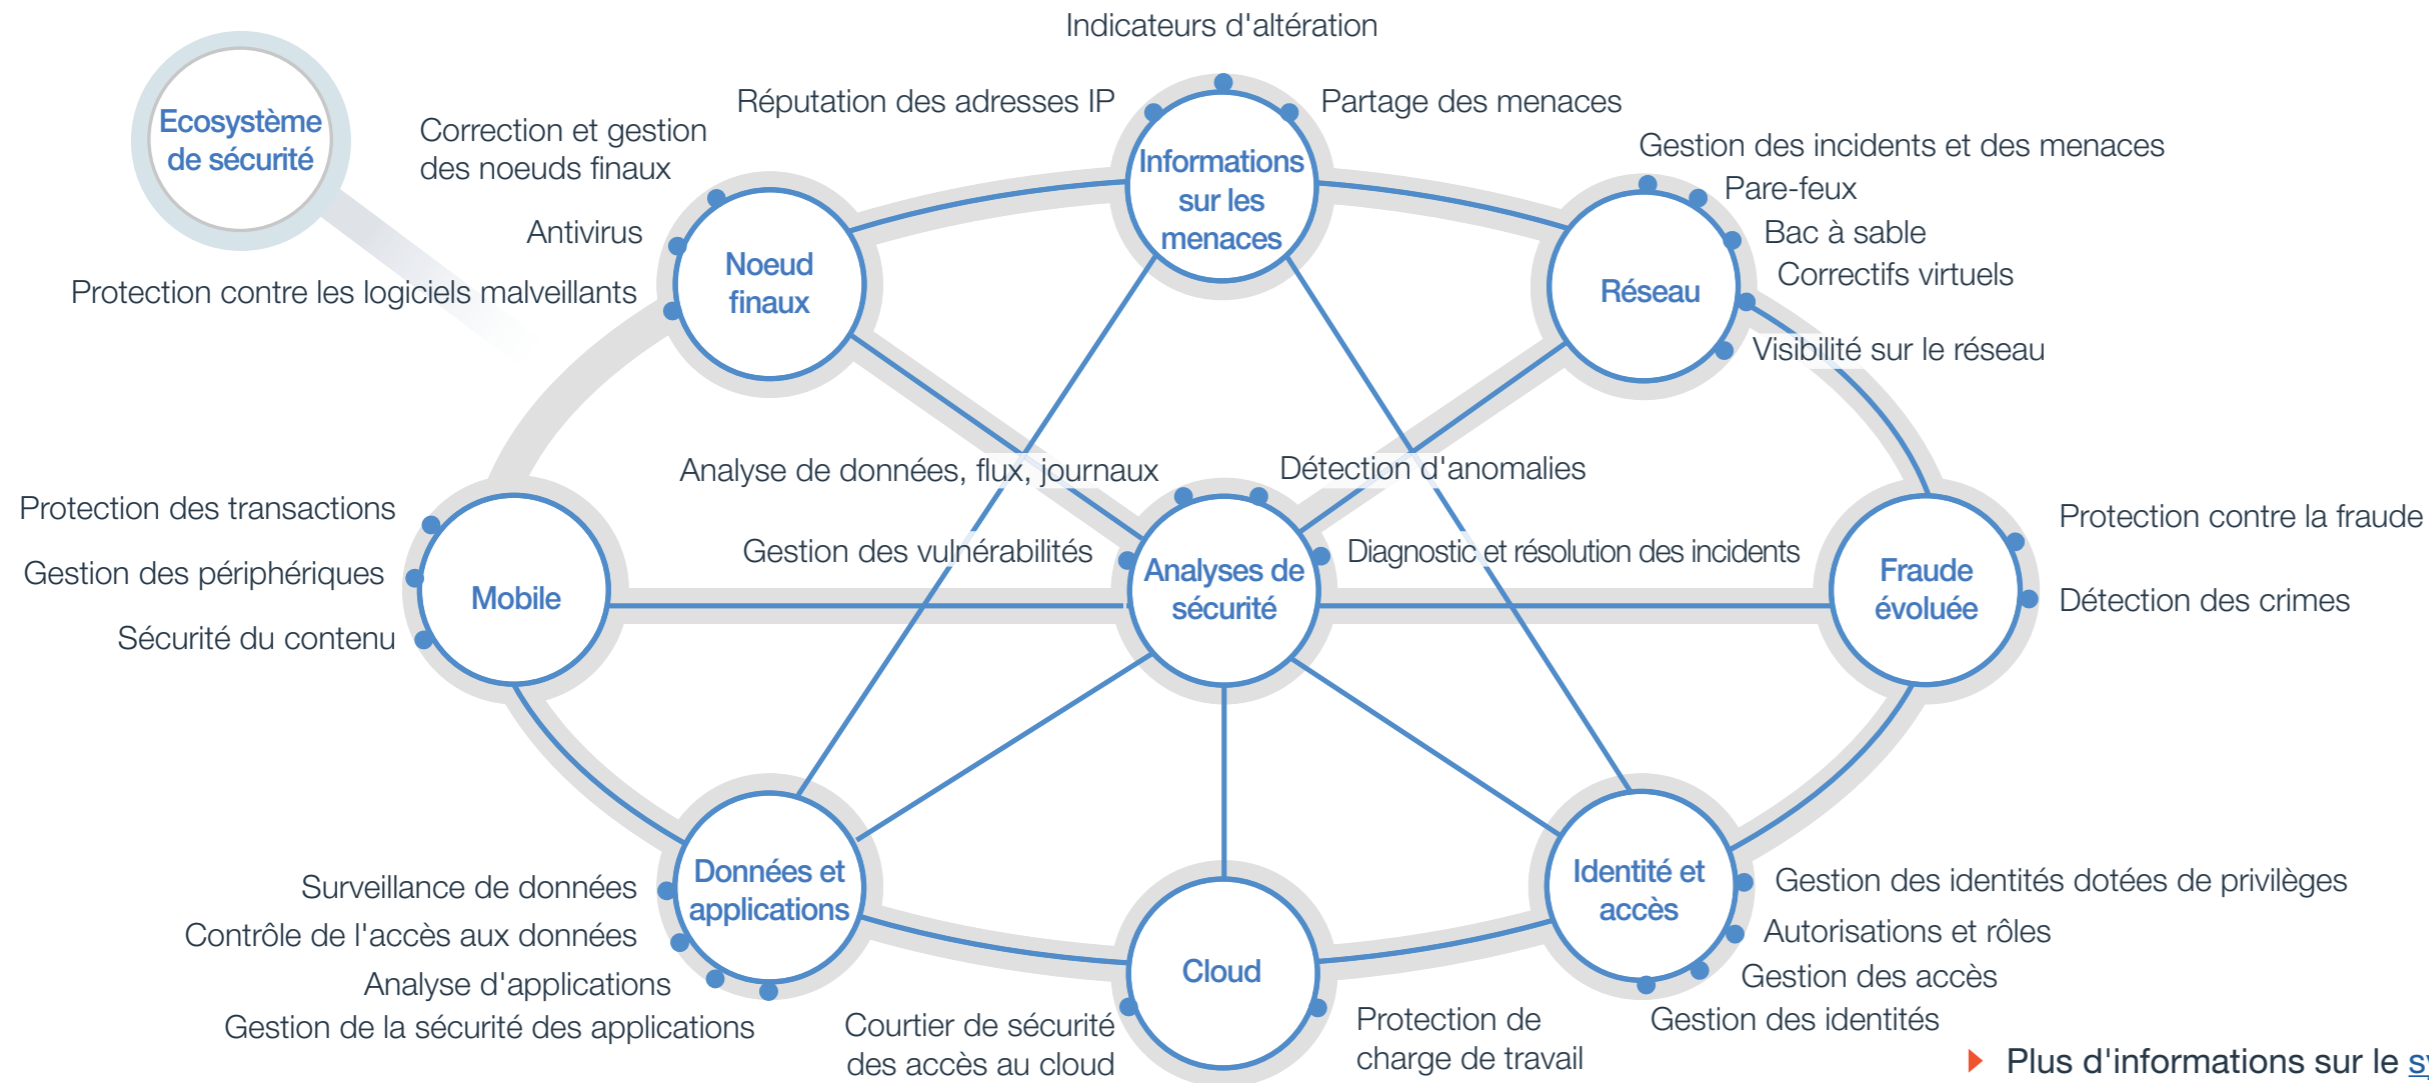 Indicateurs d'altération
Réputation des adresses IP
Partage des menaces
Informations
sur les
menaces
Ecosystème
de sécurité
Correction et gestion
des noeuds finaux
Antivirus
Protection contre les logiciels malveillants
Noeud
finaux
Gestion des incidents et des menaces
Pare-feux
Bac à sable
Correctifs virtuels
Visibilité sur le réseau
Réseau
Analyse de données, flux, journaux
Détection d'anomalies
Gestion des vulnérabilités
Diagnostic et résolution des incidents
Analyses de
sécurité
Protection des transactions
Gestion des périphériques
Sécurité du contenu
Mobile
Fraude
évoluée
Protection contre la fraude
Détection des crimes
Données et
applications
Surveillance de données
Contrôle de l'accès aux données
Analyse d'applications
Gestion de la sécurité des applications
Cloud
Courtier de sécurité
des accès au cloud
Protection de
charge de travail
Identité et
accès
Gestion des identités dotées de privilèges
Autorisations et rôles
Gestion des accès
Gestion des identités
Plus d'informations sur le